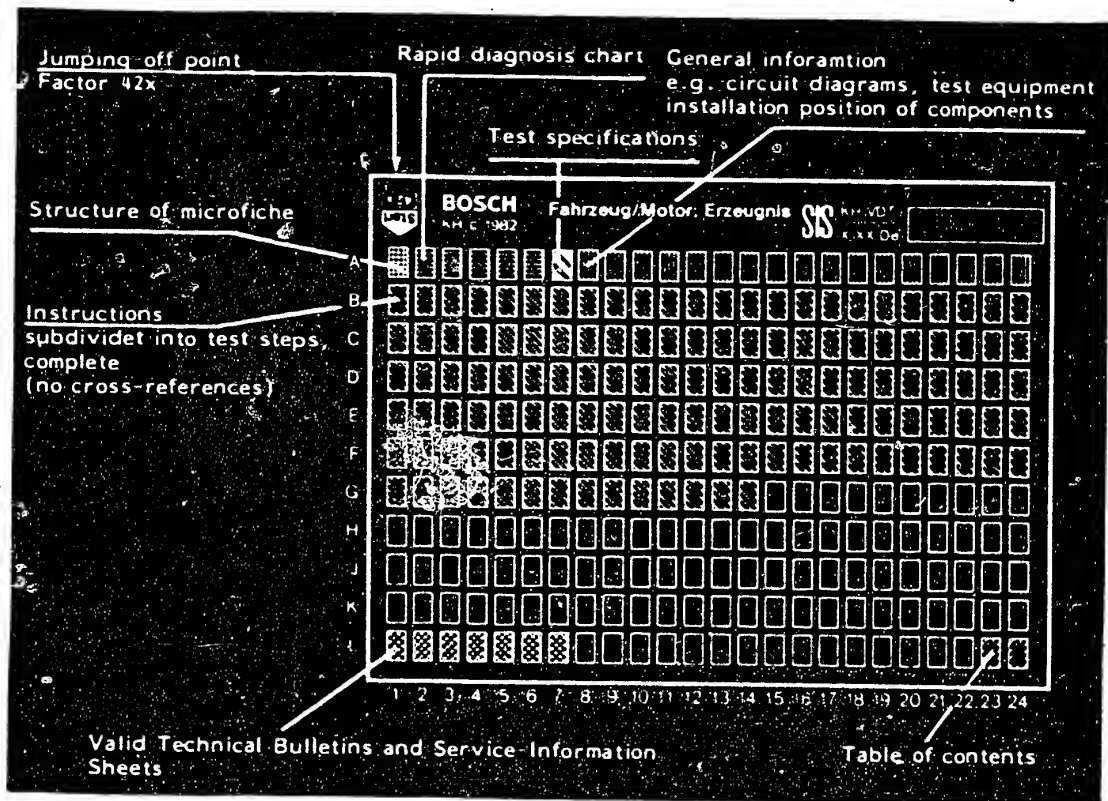 Jumping-off point
Factor 42x
Rapid diagnosis chart
General inforamtion
e.g. circuit diagrams, test equipment
installation position of components
Test specifications
Structure of microfiche
BOSCH
KH c 1982
Fahrzeug/Motor: Erzeugnis
SIS
A
Instructions
subdividet into test steps,
complete
(no cross-references)
B
C
D
E
F
G
H
J
K
1 2 3 4 5 6 7 8 9 10 11 12 13 14 15 16 17 18 19 20 21 22 23 24
Valid Technical Bulletins and Service-Information
Sheets
Table of contents